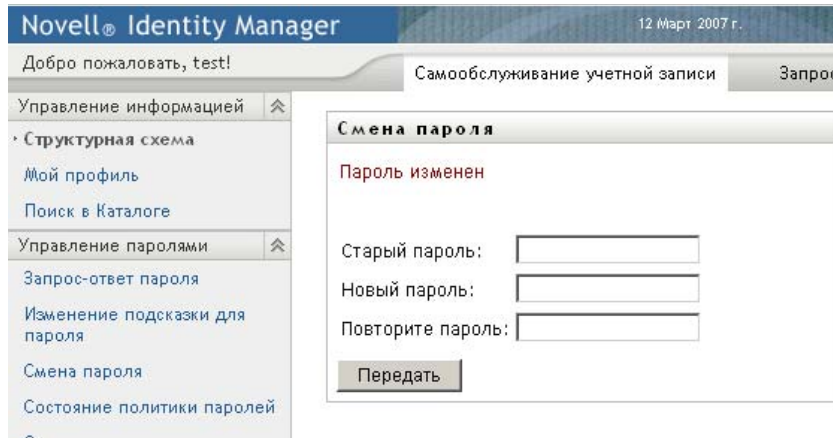 Novell® Identity Manager
12 Март 2007 г.
Добро пожаловать, test!
Самообслуживание учетной записи
Управление информацией
Структурная схема
Мой профиль
Поиск в Каталоге
Управление паролями
Запрос-ответ пароля
Изменение подсказки для
пароля
Смена пароля
Состояние политики паролей
Смена пароля
Пароль изменен
Старый пароль:
Новый пароль:
Повторите пароль:
Передать